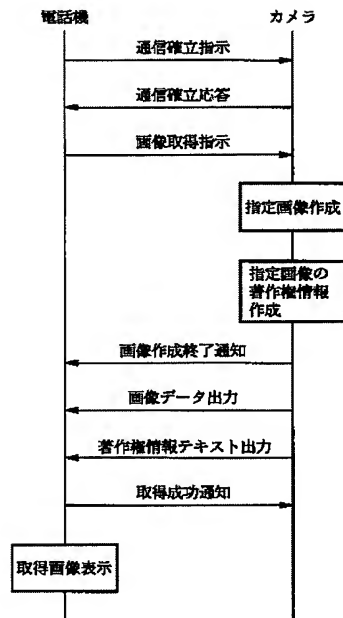 電話機
カメラ
通信確立指示
通信確立応答
画像取得指示
指定画像作成
指定画像の
著作権情報
作成
画像作成終了通知
画像データ出力
著作権情報テキスト出力
取得成功通知
取得画像表示